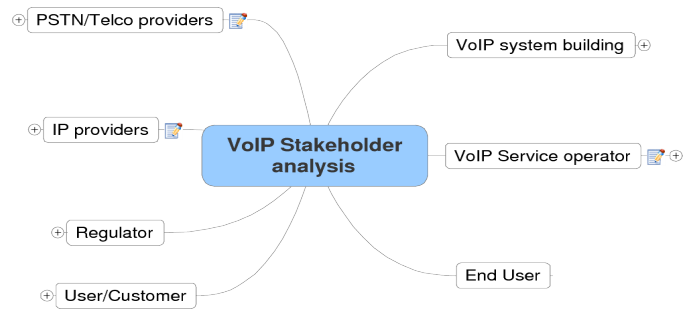 PSTN/Telco providers
VoIP system building
IP providers
VoIP Stakeholder
analysis
VoIP Service operator
Regulator
End User
User/Customer